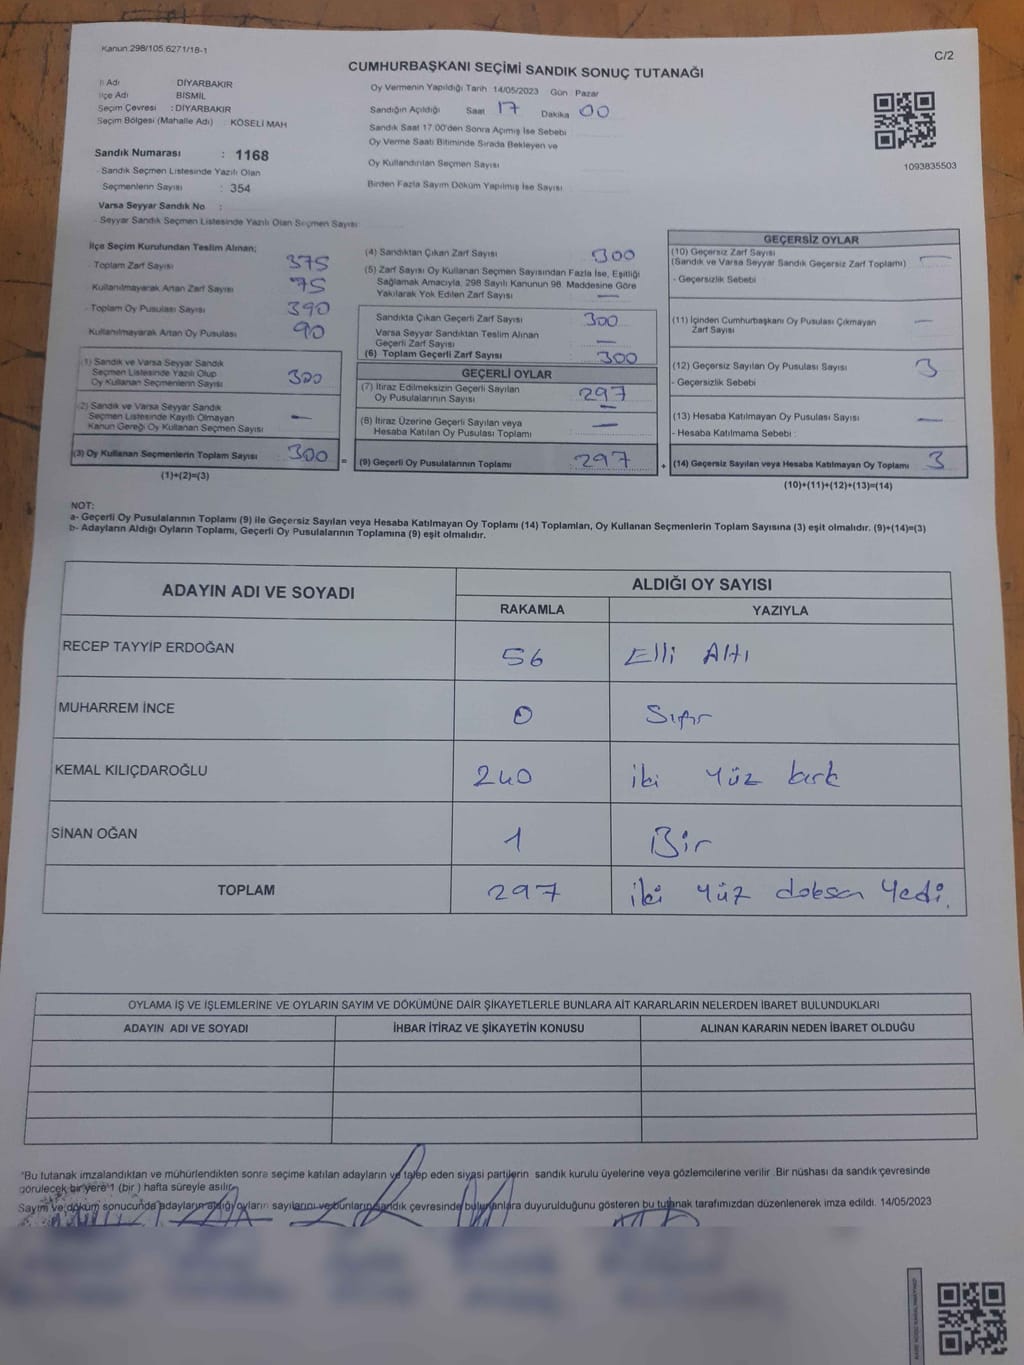 Kanun 298/105.6271/18-1
C/2
CUMHURBAŞKANI SEÇİMİ SANDIK SONUÇ TUTANAĞI
İl Adı DİYARBAKIR
İlçe Adı BİSMİL
Seçim Çevresi : DİYARBAKIR
Seçim Bölgesi (Mahalle Adı) : KÖSELİ MAH
Sandık Numarası : 1168
Sandık Seçmen Listesinde Yazılı Olan
Seçmenlerin Sayısı : 354
Varsa Seyyar Sandık No :
- Seyyar Sandık Seçmen Listesinde Yazılı Olan Seçmen Sayısı
Oy Vermenin Yapıldığı Tarih 14/05/2023 Gün Pazar
Sandığın Açıldığı Saat 17 Dakika 00
Sandık Saat 17.00'den Sonra Açımış İse Sebebi
Oy Verme Saati Bitiminde Sırada Bekleyen ve
Oy Kullandırılan Seçmen Sayısı
Birden Fazla Sayım Döküm Yapılmış İse Sayısı
1093835503
İlçe Seçim Kurulundan Teslim Alınan;
- Toplam Zarf Sayısı 375
Kullanılmayarak Artan Zarf Sayısı 75
- Toplam Oy Pusulası Sayısı 390
Kullanılmayarak Artan Oy Pusulası 90
(1) Sandık ve Varsa Seyyar Sandık
Seçmen Listesinde Yazılı Olup
Oy Kullanan Seçmenlerin Sayısı 300
(2) Sandık ve Varsa Seyyar Sandık
Seçmen Listesinde Kayıtlı Olmayan
Kanun Gereği Oy Kullanan Seçmen Sayısı —
(3) Oy Kullanan Seçmenlerin Toplam Sayısı 300 =
(1)+(2)=(3)
(4) Sandıktan Çıkan Zarf Sayısı 300
(5) Zarf Sayısı Oy Kullanan Seçmen Sayısından Fazla İse, Eşitliği
Sağlamak Amacıyla, 298 Sayılı Kanunun 98. Maddesine Göre
Yakılarak Yok Edilen Zarf Sayısı —
Sandıkta Çıkan Geçerli Zarf Sayısı 300
Varsa Seyyar Sandıktan Teslim Alınan
Geçerli Zarf Sayısı —
(6) Toplam Geçerli Zarf Sayısı 300
GEÇERLİ OYLAR
(7) İtiraz Edilmeksizin Geçerli Sayılan
Oy Pusulalarının Sayısı 297
(8) İtiraz Üzerine Geçerli Sayılan veya
Hesaba Katılan Oy Pusulası Toplamı —
(9) Geçerli Oy Pusulalarının Toplamı 297 +
GEÇERSİZ OYLAR
(10) Geçersiz Zarf Sayısı
(Sandık ve Varsa Seyyar Sandık Geçersiz Zarf Toplamı) —
- Geçersizlik Sebebi
(11) İçinden Cumhurbaşkanı Oy Pusulası Çıkmayan
Zarf Sayısı —
(12) Geçersiz Sayılan Oy Pusulası Sayısı 3
- Geçersizlik Sebebi
(13) Hesaba Katılmayan Oy Pusulası Sayısı —
- Hesaba Katılmama Sebebi :
(14) Geçersiz Sayılan veya Hesaba Katılmayan Oy Toplamı 3
(10)+(11)+(12)+(13)=(14)
NOT:
a- Geçerli Oy Pusulalarının Toplamı (9) ile Geçersiz Sayılan veya Hesaba Katılmayan Oy Toplamı (14) Toplamları, Oy Kullanan Seçmenlerin Toplam Sayısına (3) eşit olmalıdır. (9)+(14)=(3)
b- Adayların Aldığı Oyların Toplamı, Geçerli Oy Pusulalarının Toplamına (9) eşit olmalıdır.
ADAYIN ADI VE SOYADI
ALDIĞI OY SAYISI
RAKAMLA YAZIYLA
RECEP TAYYİP ERDOĞAN 56 Elli Altı
MUHARREM İNCE 0 Sıfır
KEMAL KILIÇDAROĞLU 240 iki yüz kırk
SİNAN OĞAN 1 Bir
TOPLAM 297 iki yüz doksan yedi.
OYLAMA İŞ VE İŞLEMLERİNE VE OYLARIN SAYIM VE DÖKÜMÜNE DAİR ŞİKAYETLERLE BUNLARA AİT KARARLARIN NELERDEN İBARET BULUNDUKLARI
ADAYIN ADI VE SOYADI İHBAR İTİRAZ VE ŞİKAYETİN KONUSU ALINAN KARARIN NEDEN İBARET OLDUĞU
*Bu tutanak imzalandıktan ve mühürlendikten sonra seçime katılan adayların ve talep eden siyasi partilerin sandık kurulu üyelerine veya gözlemcilerine verilir. Bir nüshası da sandık çevresinde
görülecek bir yere 1 (bir ) hafta süreyle asılır.
Sayım ve döküm sonucunda adayların aldığı oyların sayılarını ve bunların sandık çevresinde bulunanlara duyurulduğunu gösteren bu tutanak tarafımızdan düzenlenerek imza edildi. 14/05/2023